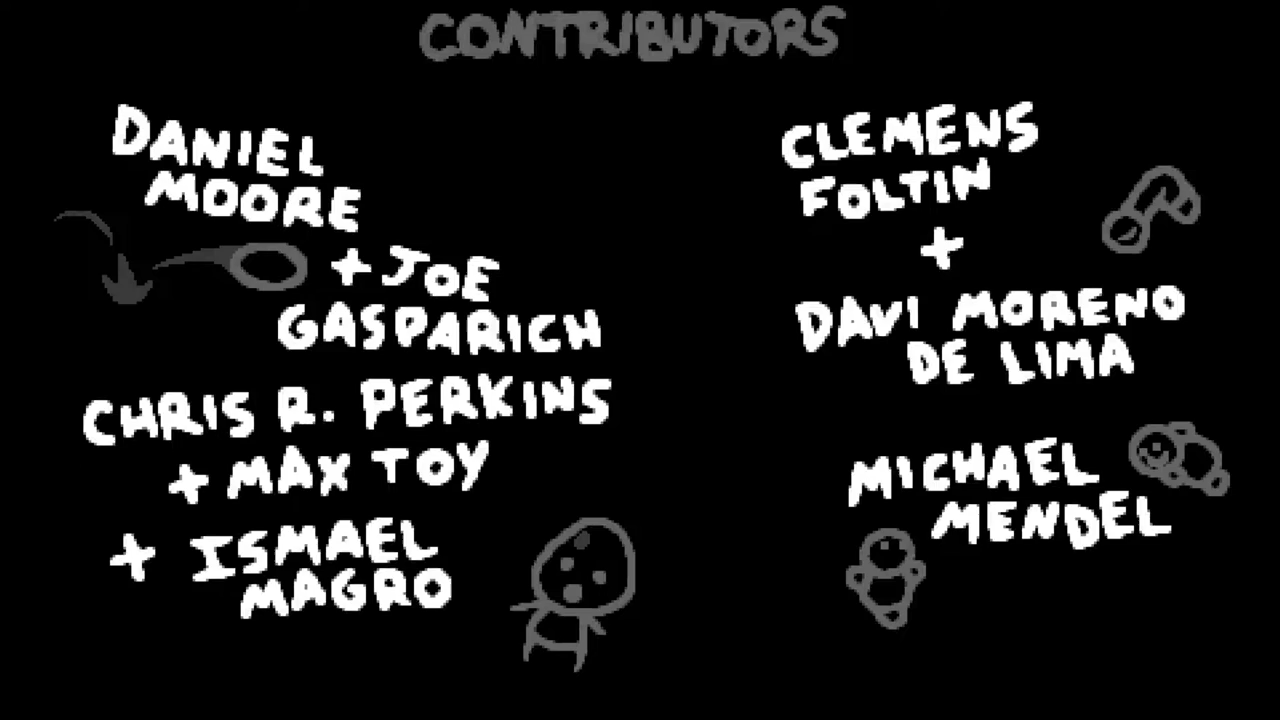 CONTRIBUTORS
DANIEL
MOORE
+ JOE
GASPARICH
CHRIS R. PERKINS
+ MAX TOY
+ ISMAEL
MAGRO
CLEMENS
FOLTIN
+
DAVI MORENO
DE LIMA
MICHAEL
MENDEL